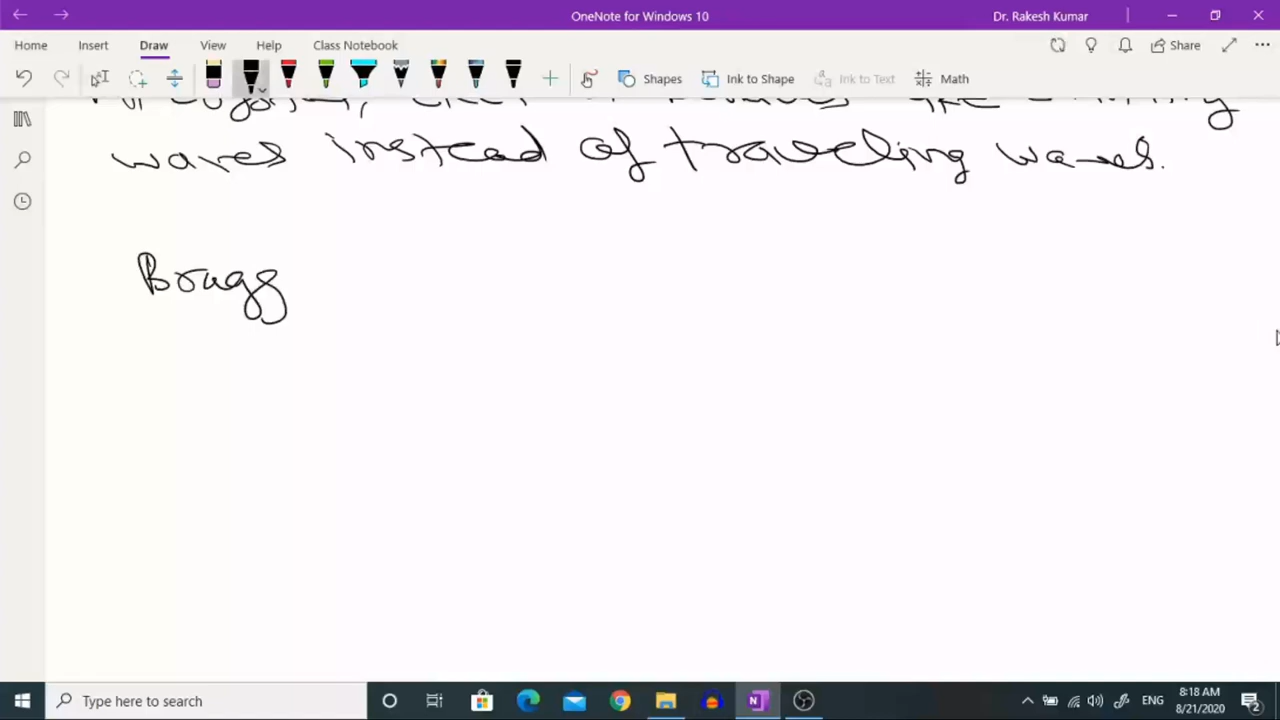 OneNote for Windows 10
Dr. Rakesh Kumar
Home Insert Draw View Help Class Notebook
Share
Shapes Ink to Shape Ink to Text Math
waves instead of traveling waves.
Bragg
Type here to search
ENG
8:18 AM
8/21/2020
2